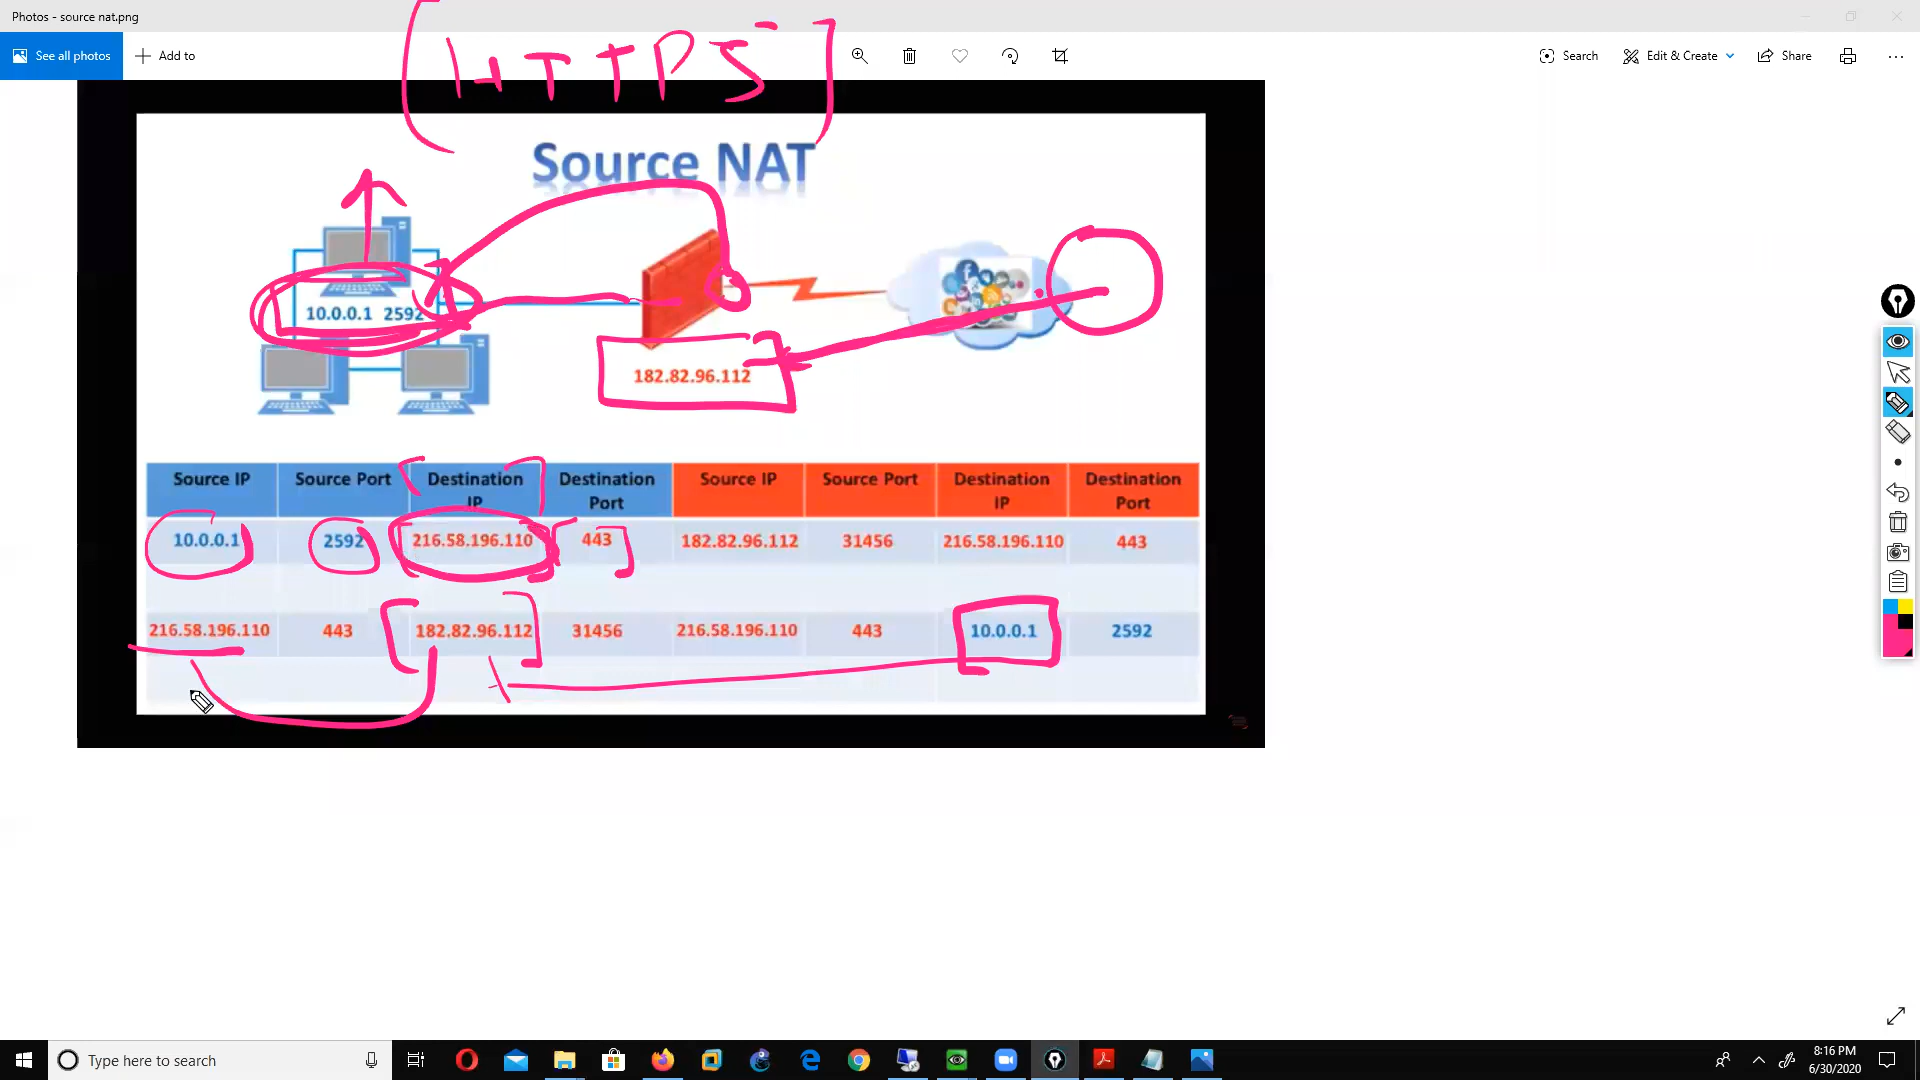 Photos - source nat.png
See all photos
Add to
Search
Edit & Create
Share
[HTTPS]
Source NAT
10.0.0.1 2592
182.82.96.112
Source IP Source Port Destination IP Destination Port Source IP Source Port Destination IP Destination Port
10.0.0.1 2592 216.58.196.110 443 182.82.96.112 31456 216.58.196.110 443
216.58.196.110 443 182.82.96.112 31456 216.58.196.110 443 10.0.0.1 2592
Type here to search
8:16 PM
6/30/2020